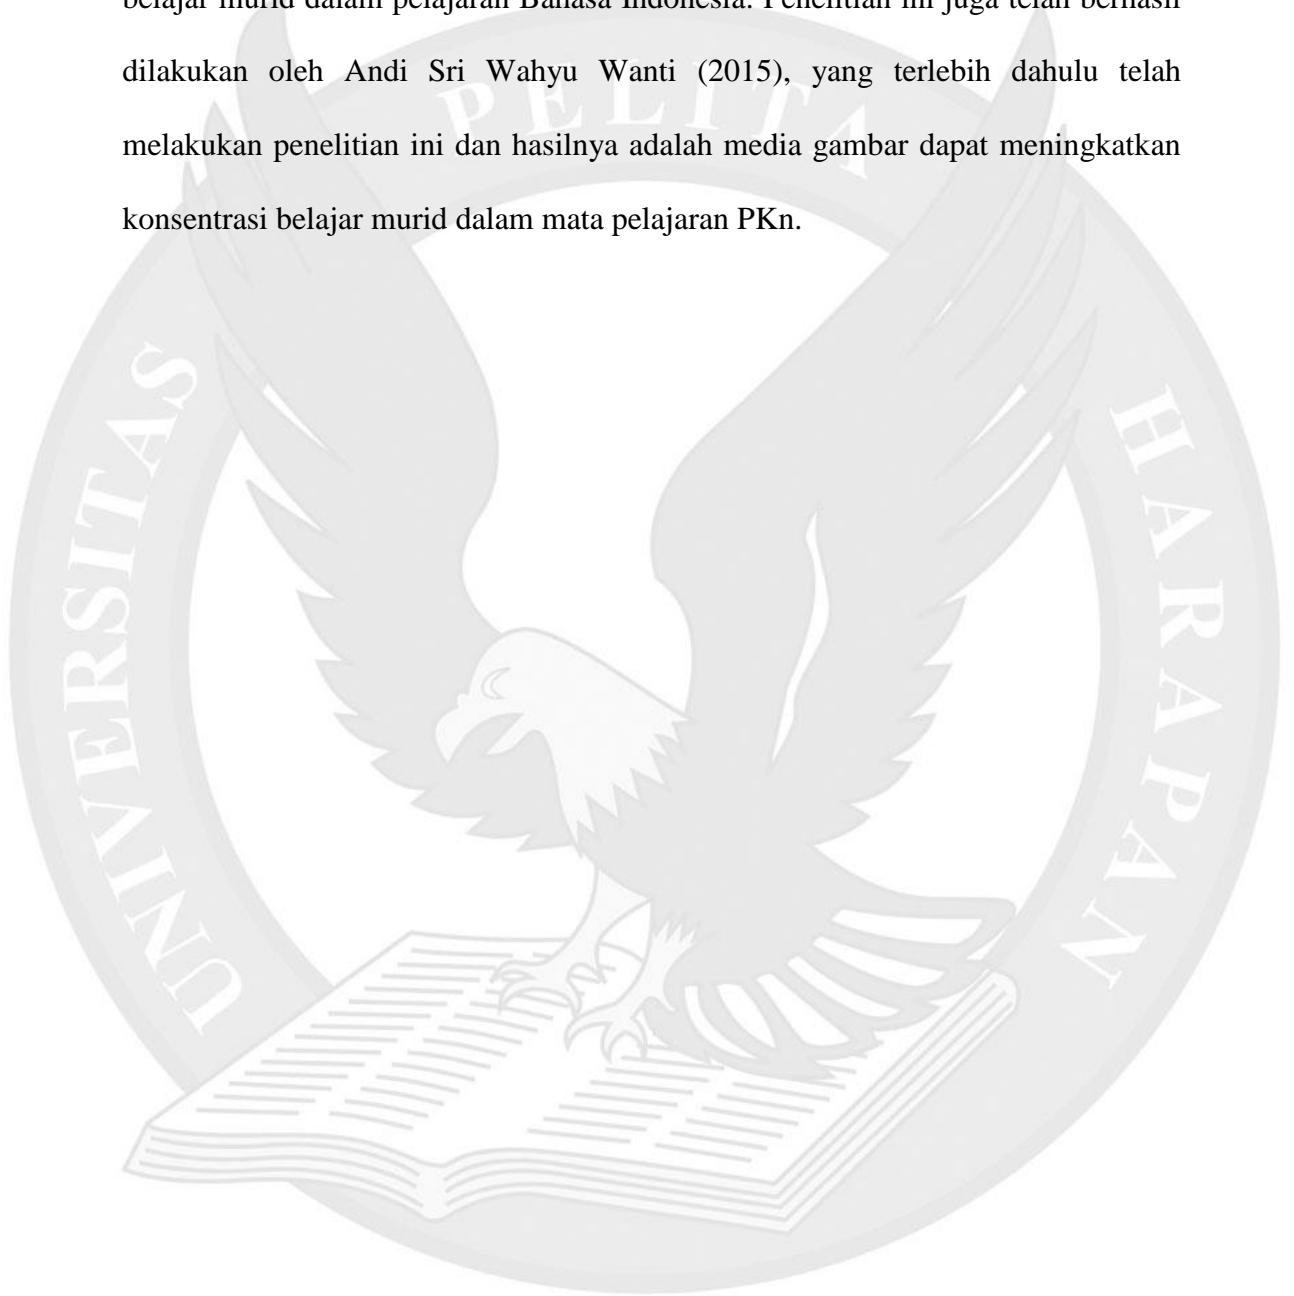 belajar murid dalam pelajaran Bahasa Indonesia. Penelitian ini juga telah berhasil
dilakukan oleh Andi Sri Wahyu Wanti (2015), yang terlebih dahulu telah
melakukan penelitian ini dan hasilnya adalah media gambar dapat meningkatkan
konsentrasi belajar murid dalam mata pelajaran PKn.
UNIVERSITAS PELITA HARAPAN